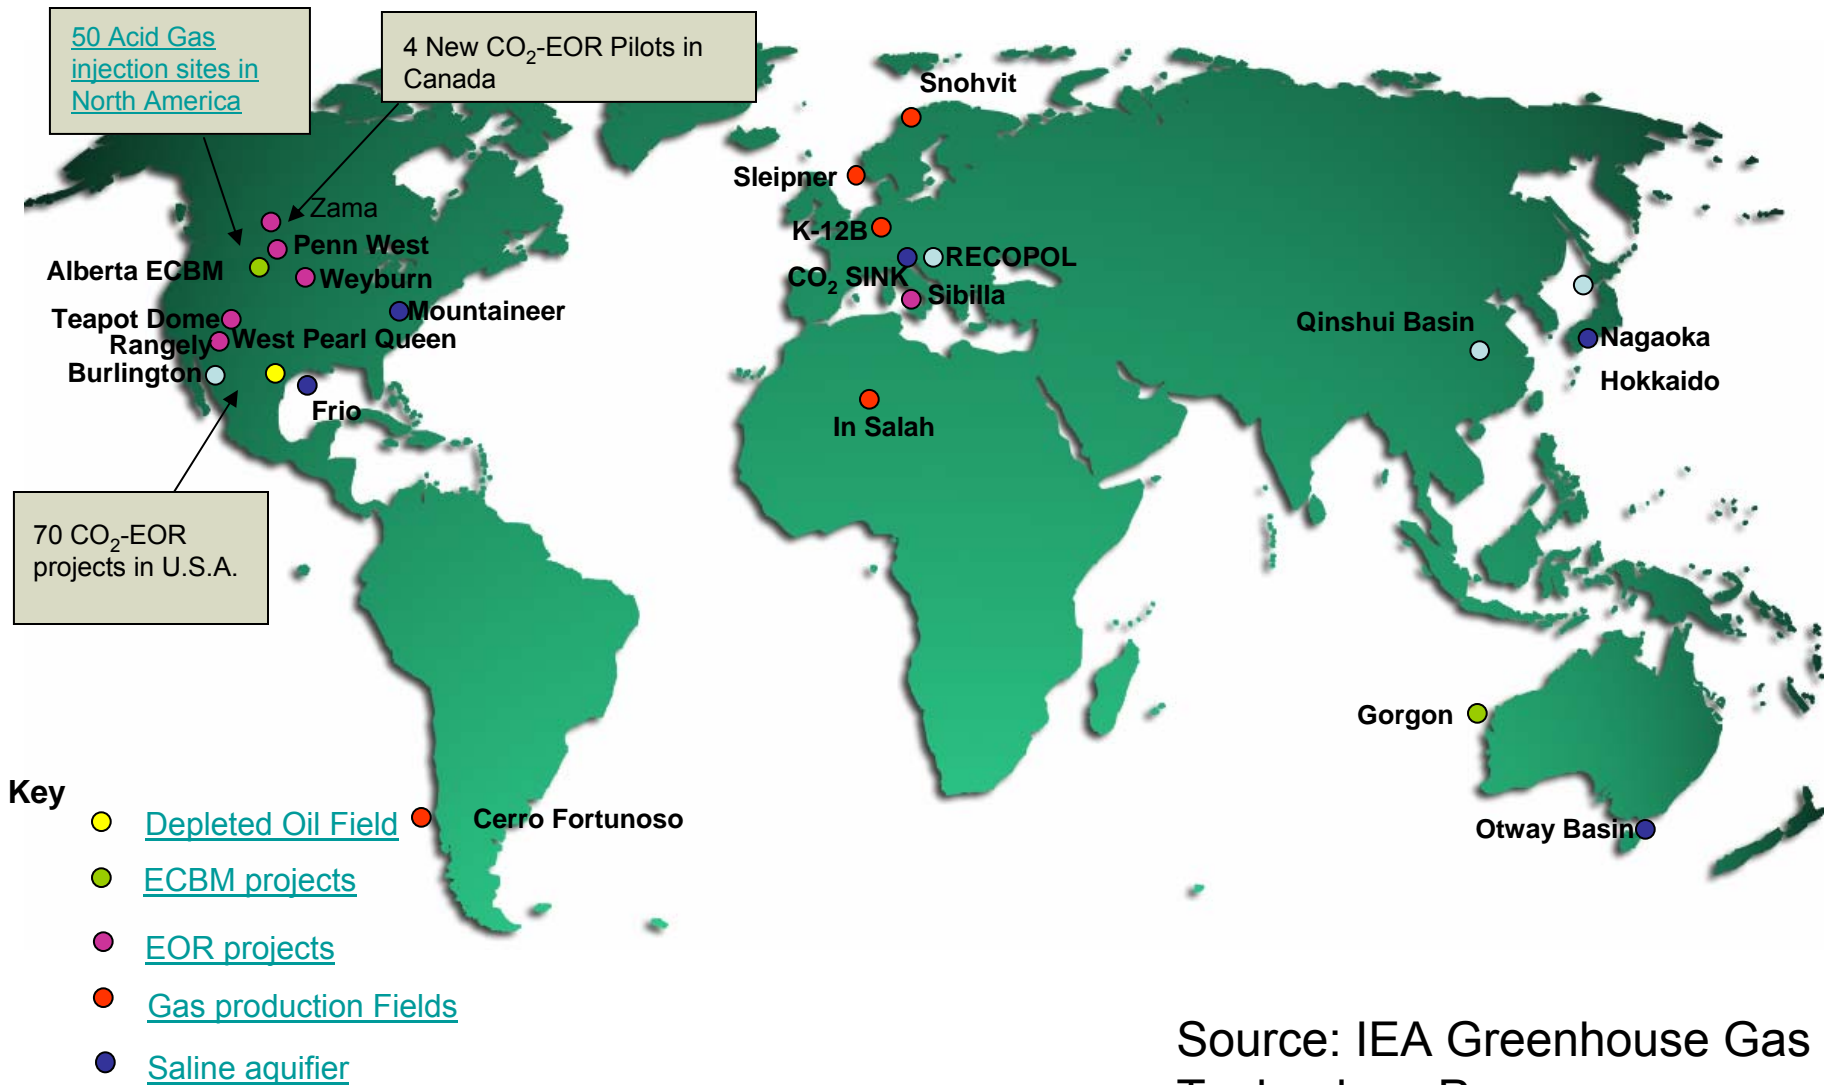 50 Acid Gas
injection sites in
North America
4 New CO₂-EOR Pilots in
Canada
Snohvit
Sleipner
Zama
K-12B
Penn West
Alberta ECBM
Weyburn
RECOPOL
CO₂ SINK
Sibilla
Mountaineer
Teapot Dome
Rangely
West Pearl Queen
Burlington
Frio
Qinshui Basin
Nagaoka
Hokkaido
In Salah
70 CO₂-EOR
projects in U.S.A.
Gorgon
Otway Basin
Cerro Fortunoso
Key
Depleted Oil Field
ECBM projects
EOR projects
Gas production Fields
Saline aquifier
Source: IEA Greenhouse Gas